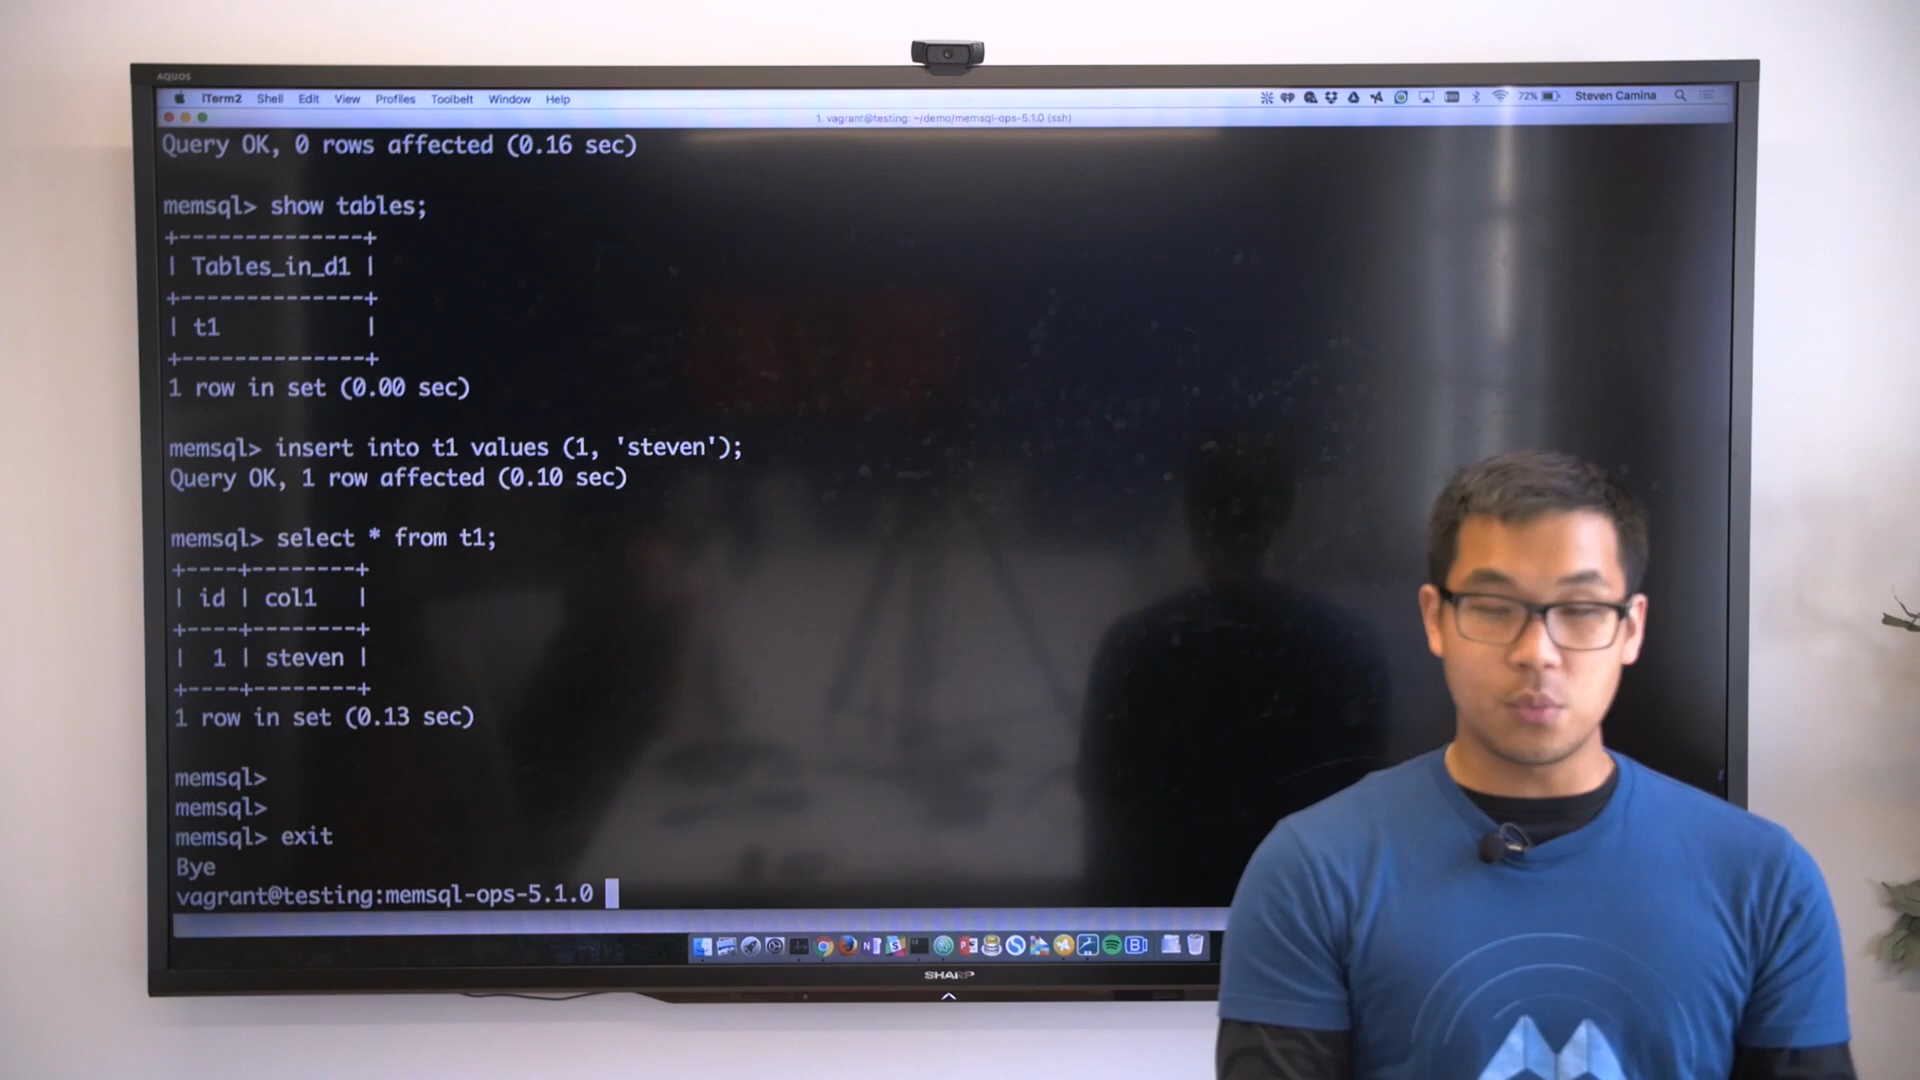 AQUOS
iTerm2 Shell Edit View Profiles Toolbelt Window Help 72% Steven Camina
1. vagrant@testing: ~/demo/memsql-ops-5.1.0 (ssh)
Query OK, 0 rows affected (0.16 sec)
memsql> show tables;
+--------------+
| Tables_in_d1 |
+--------------+
| t1           |
+--------------+
1 row in set (0.00 sec)
memsql> insert into t1 values (1, 'steven');
Query OK, 1 row affected (0.10 sec)
memsql> select * from t1;
+----+--------+
| id | col1   |
+----+--------+
|  1 | steven |
+----+--------+
1 row in set (0.13 sec)
memsql>
memsql>
memsql> exit
Bye
vagrant@testing:memsql-ops-5.1.0
SHARP